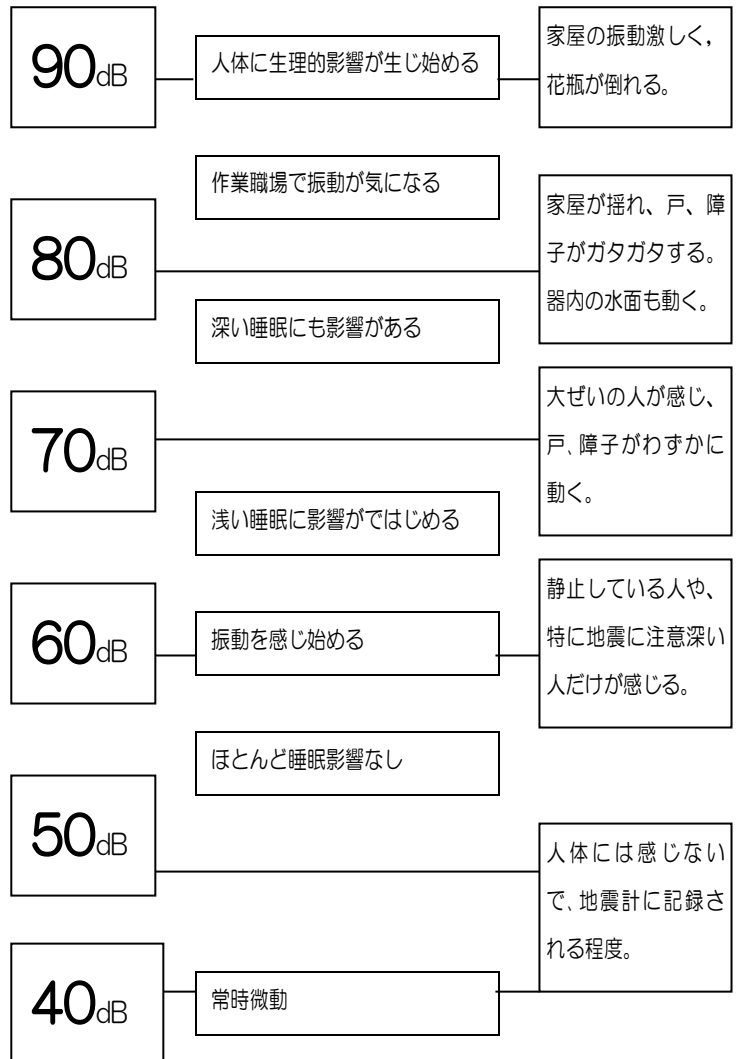 90dB
人体に生理的影響が生じ始める
家屋の振動激しく，
花瓶が倒れる。
作業職場で振動が気になる
80dB
家屋が揺れ、戸、障
子がガタガタする。
器内の水面も動く。
深い睡眠にも影響がある
70dB
大ぜいの人が感じ、
戸、障子がわずかに
動く。
浅い睡眠に影響がではじめる
60dB
振動を感じ始める
静止している人や、
特に地震に注意深い
人だけが感じる。
ほとんど睡眠影響なし
50dB
人体には感じない
で、地震計に記録さ
れる程度。
40dB
常時微動